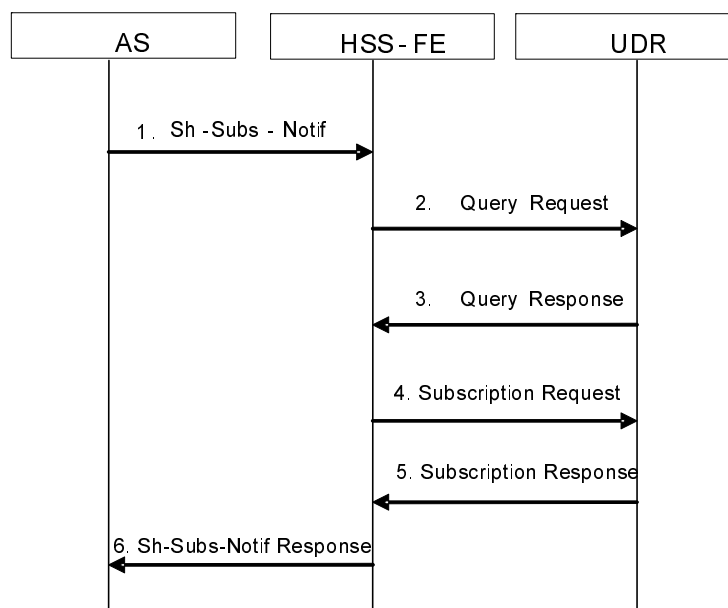 AS
HSS-FE
UDR
1. Sh-Subs-Notif
2. Query Request
3. Query Response
4. Subscription Request
5. Subscription Response
6. Sh-Subs-Notif Response